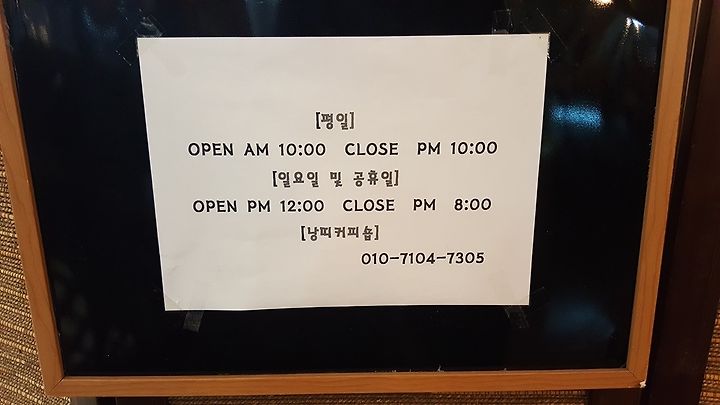 [평일]
OPEN AM 10:00 CLOSE PM 10:00
[일요일 및 공휴일]
OPEN PM 12:00 CLOSE PM 8:00
[낭띠커피숍]
010-7104-7305